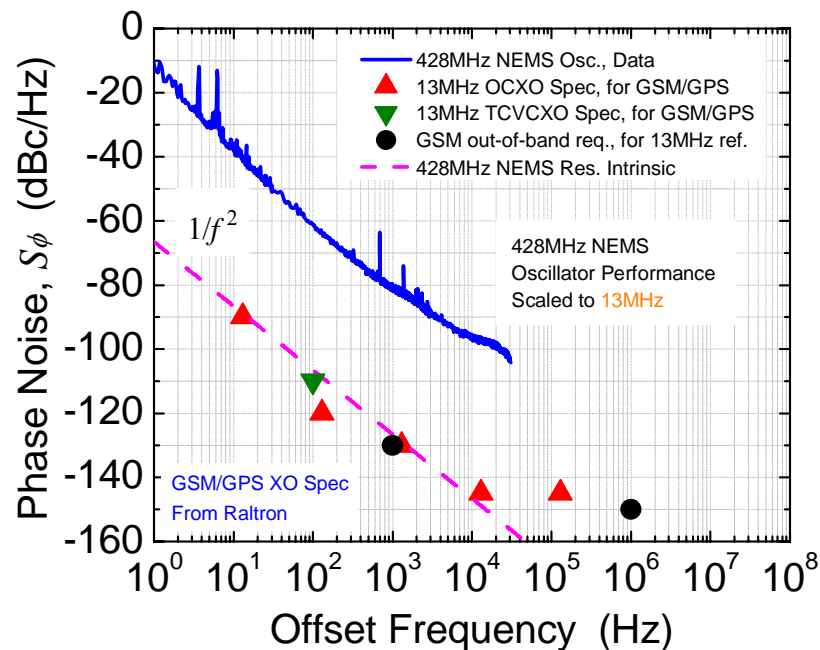 0
-20
-40
-60
-80
-100
-120
-140
-160
Phase Noise, S_ϕ (dBc/Hz)
428MHz NEMS Osc., Data
13MHz OCXO Spec, for GSM/GPS
13MHz TCVCXO Spec, for GSM/GPS
GSM out-of-band req., for 13MHz ref.
428MHz NEMS Res. Intrinsic
1/f²
428MHz NEMS
Oscillator Performance
Scaled to 13MHz
GSM/GPS XO Spec
From Raltron
10⁰ 10¹ 10² 10³ 10⁴ 10⁵ 10⁶ 10⁷ 10⁸
Offset Frequency (Hz)